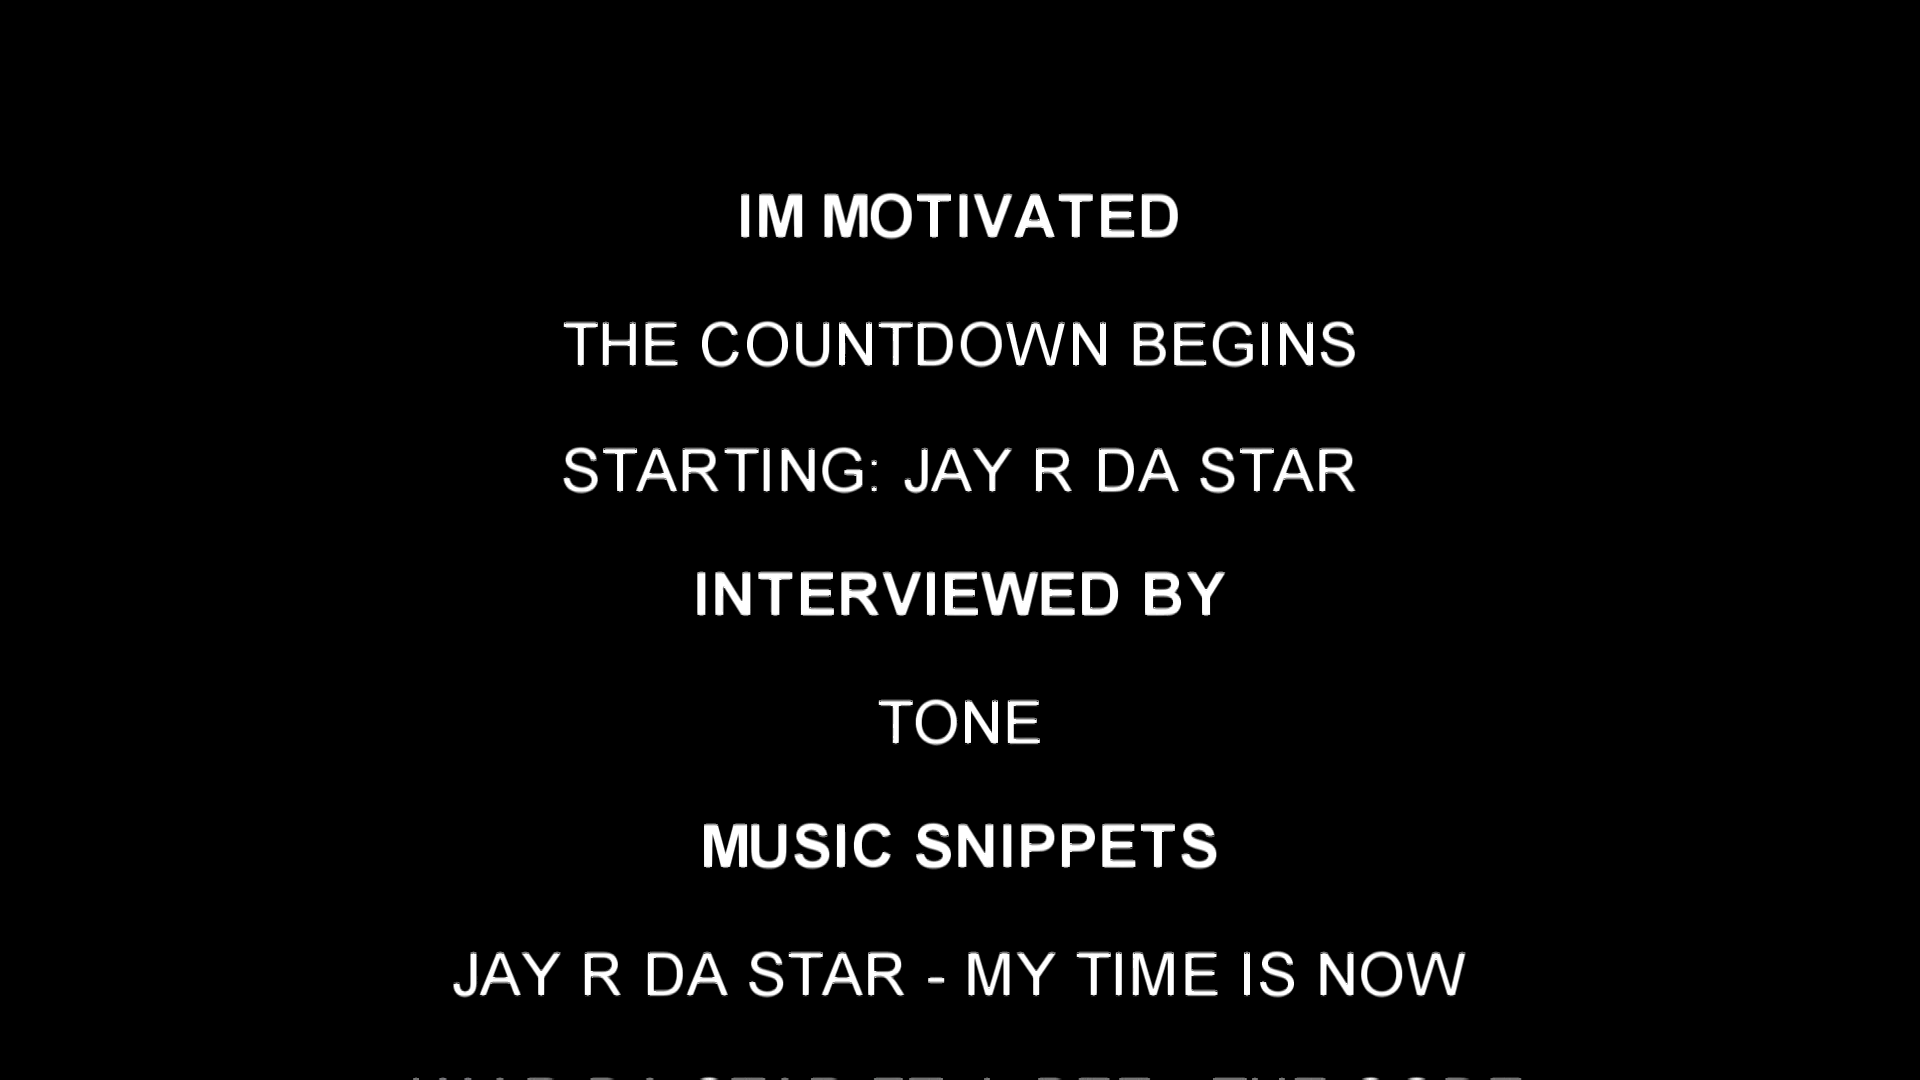 IM MOTIVATED
THE COUNTDOWN BEGINS
STARTING: JAY R DA STAR
INTERVIEWED BY
TONE
MUSIC SNIPPETS
JAY R DA STAR - MY TIME IS NOW